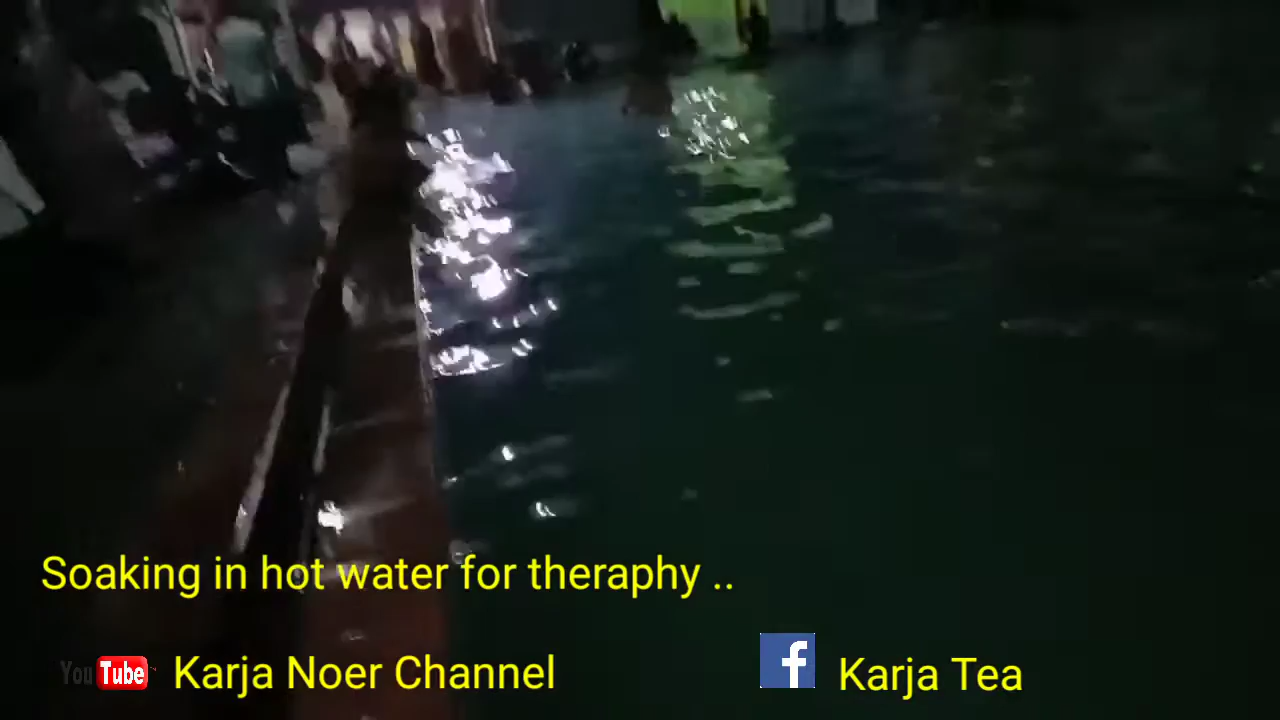 Soaking in hot water for theraphy ..
YouTube Karja Noer Channel
f Karja Tea